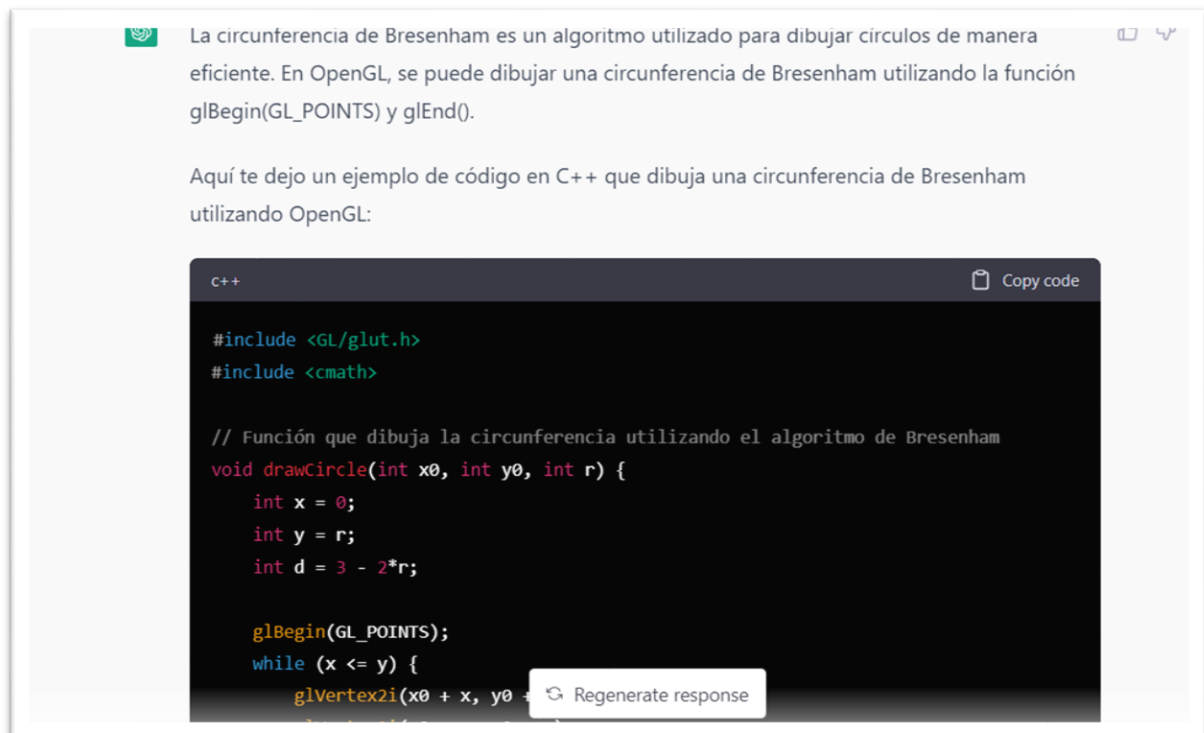 La circunferencia de Bresenham es un algoritmo utilizado para dibujar círculos de manera
eficiente. En OpenGL, se puede dibujar una circunferencia de Bresenham utilizando la función
glBegin(GL_POINTS) y glEnd().
Aquí te dejo un ejemplo de código en C++ que dibuja una circunferencia de Bresenham
utilizando OpenGL:
c++ Copy code
#include <GL/glut.h>
#include <cmath>
// Función que dibuja la circunferencia utilizando el algoritmo de Bresenham
void drawCircle(int x0, int y0, int r) {
int x = 0;
int y = r;
int d = 3 - 2*r;
glBegin(GL_POINTS);
while (x <= y) {
glVertex2i(x0 + x, y0 +
Regenerate response